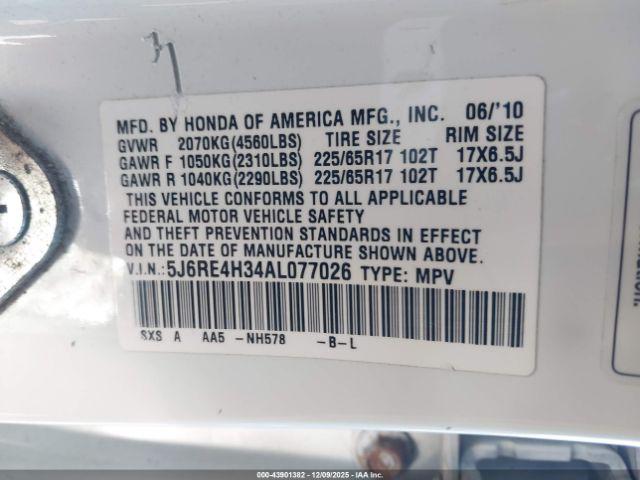 MFD. BY HONDA OF AMERICA MFG., INC. 06/'10
GVWR 2070KG(4560LBS) TIRE SIZE RIM SIZE
GAWR F 1050KG(2310LBS) 225/65R17 102T 17X6.5J
GAWR R 1040KG(2290LBS) 225/65R17 102T 17X6.5J
THIS VEHICLE CONFORMS TO ALL APPLICABLE
FEDERAL MOTOR VEHICLE SAFETY
AND THEFT PREVENTION STANDARDS IN EFFECT
ON THE DATE OF MANUFACTURE SHOWN ABOVE.
V.I.N.: 5J6RE4H34AL077026 TYPE: MPV
SXS A AA5 -NH578 -B-L
00-43901382 | 12/09/2025 | © IAA Holdings, LLC